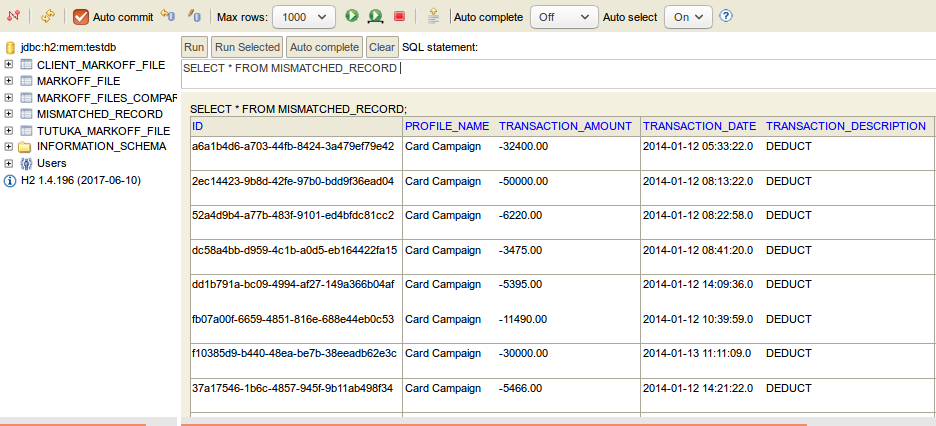 Auto commit Max rows: 1000 Auto complete Off Auto select On
jdbc:h2:mem:testdb
CLIENT_MARKOFF_FILE
MARKOFF_FILE
MARKOFF_FILES_COMPAR
MISMATCHED_RECORD
TUTUKA_MARKOFF_FILE
INFORMATION_SCHEMA
Users
H2 1.4.196 (2017-06-10)
Run Run Selected Auto complete Clear SQL statement:
SELECT * FROM MISMATCHED_RECORD
SELECT * FROM MISMATCHED_RECORD;
ID PROFILE_NAME TRANSACTION_AMOUNT TRANSACTION_DATE TRANSACTION_DESCRIPTION
a6a1b4d6-a703-44fb-8424-3a479ef79e42 Card Campaign -32400.00 2014-01-12 05:33:22.0 DEDUCT
2ec14423-9b8d-42fe-97b0-bdd9f36ead04 Card Campaign -50000.00 2014-01-12 08:13:22.0 DEDUCT
52a4d9b4-a77b-483f-9101-ed4bfdc81cc2 Card Campaign -6220.00 2014-01-12 08:22:58.0 DEDUCT
dc58a4bb-d959-4c1b-a0d5-eb164422fa15 Card Campaign -3475.00 2014-01-12 08:41:20.0 DEDUCT
dd1b791a-bc09-4994-af27-149a366b04af Card Campaign -5395.00 2014-01-12 14:09:36.0 DEDUCT
fb07a00f-6659-4851-816e-688e44eb0c53 Card Campaign -11490.00 2014-01-12 10:39:59.0 DEDUCT
f10385d9-b440-48ea-be7b-38eeadb62e3c Card Campaign -30000.00 2014-01-13 11:11:09.0 DEDUCT
37a17546-1b6c-4857-945f-9b11ab498f34 Card Campaign -5466.00 2014-01-12 14:21:22.0 DEDUCT